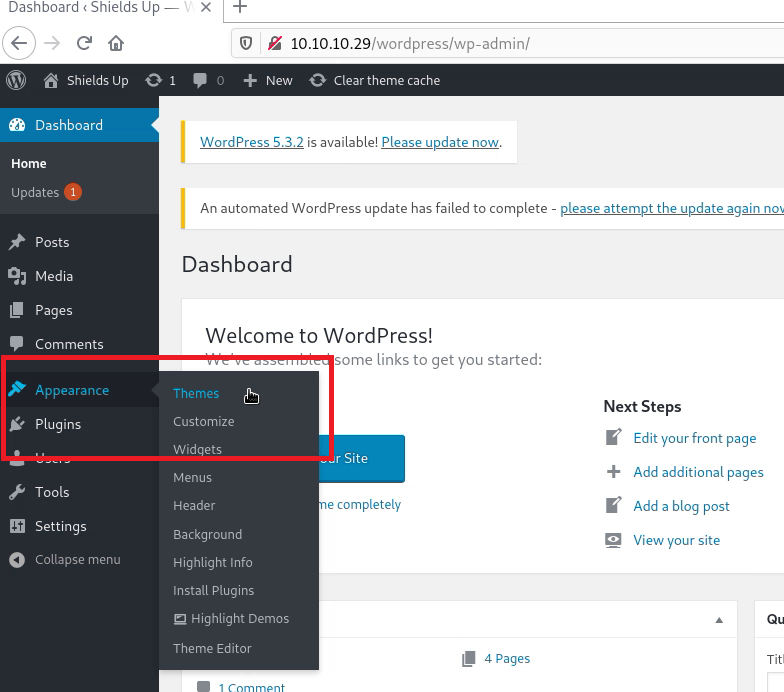 Dashboard ‹ Shields Up —
10.10.10.29/wordpress/wp-admin/
Shields Up 1 0 New Clear theme cache
Dashboard
Home
Updates 1
Posts
Media
Pages
Comments
Appearance
Plugins
Users
Tools
Settings
Collapse menu
Themes
Customize
Widgets
Menus
Header
Background
Highlight Info
Install Plugins
Highlight Demos
Theme Editor
WordPress 5.3.2 is available! Please update now.
An automated WordPress update has failed to complete - please attempt the update again now
Dashboard
Welcome to WordPress!
We've assembled some links to get you started:
Site
completely
Next Steps
Edit your front page
Add additional pages
Add a blog post
View your site
4 Pages
1 Comment